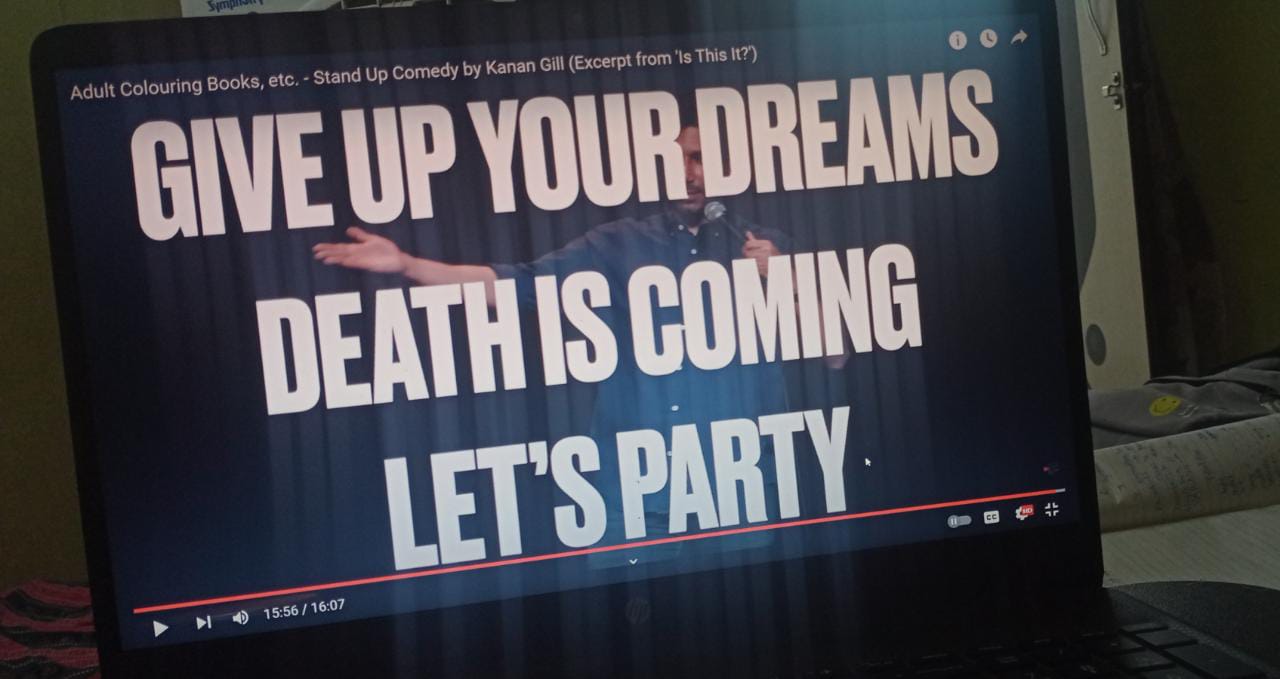 Symphony
Adult Colouring Books, etc. - Stand Up Comedy by Kanan Gill (Excerpt from 'Is This It?')
GIVE UP YOUR DREAMS
DEATH IS COMING
LET'S PARTY
15:56 / 16:07
CC
HD
hp